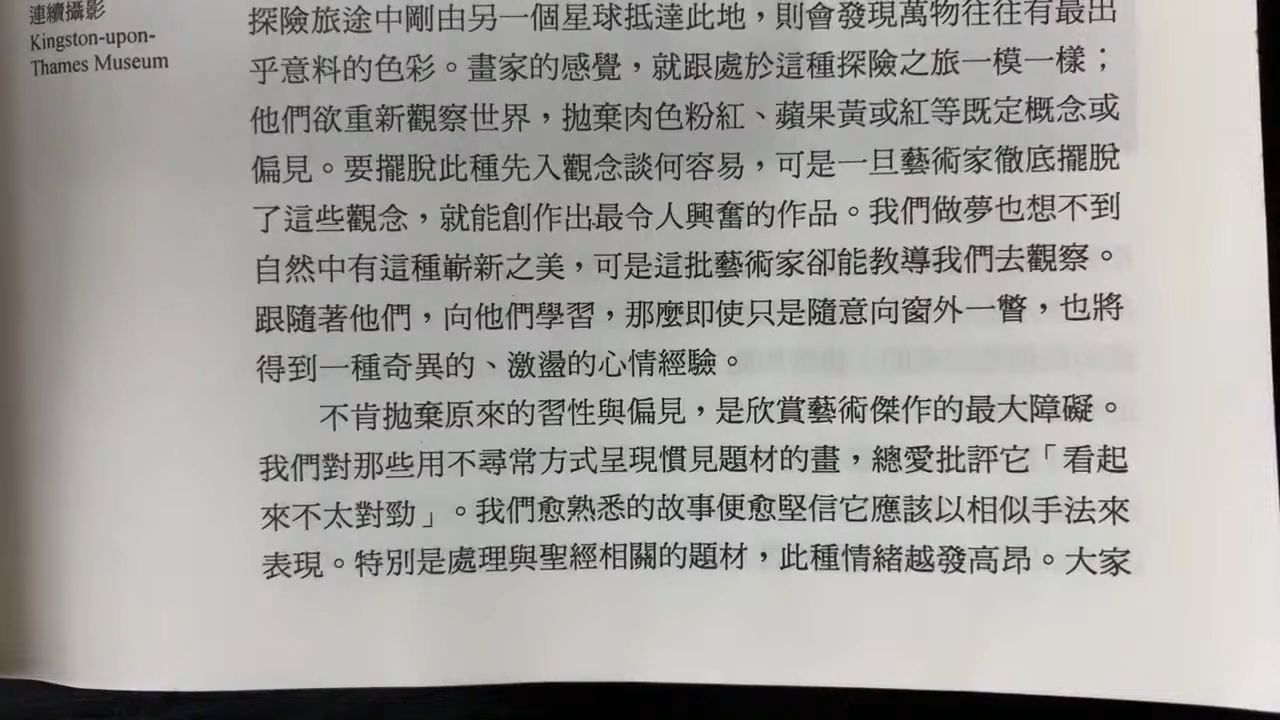 連續攝影
Kingston-upon-
Thames Museum
探險旅途中剛由另一個星球抵達此地，則會發現萬物往往有最出
乎意料的色彩。畫家的感覺，就跟處於這種探險之旅一模一樣；
他們欲重新觀察世界，拋棄肉色粉紅、蘋果黃或紅等既定概念或
偏見。要擺脫此種先入觀念談何容易，可是一旦藝術家徹底擺脫
了這些觀念，就能創作出最令人興奮的作品。我們做夢也想不到
自然中有這種嶄新之美，可是這批藝術家卻能教導我們去觀察。
跟隨著他們，向他們學習，那麼即使只是隨意向窗外一瞥，也將
得到一種奇異的、激盪的心情經驗。
不肯拋棄原來的習性與偏見，是欣賞藝術傑作的最大障礙。
我們對那些用不尋常方式呈現慣見題材的畫，總愛批評它「看起
來不太對勁」。我們愈熟悉的故事便愈堅信它應該以相似手法來
表現。特別是處理與聖經相關的題材，此種情緒越發高昂。大家